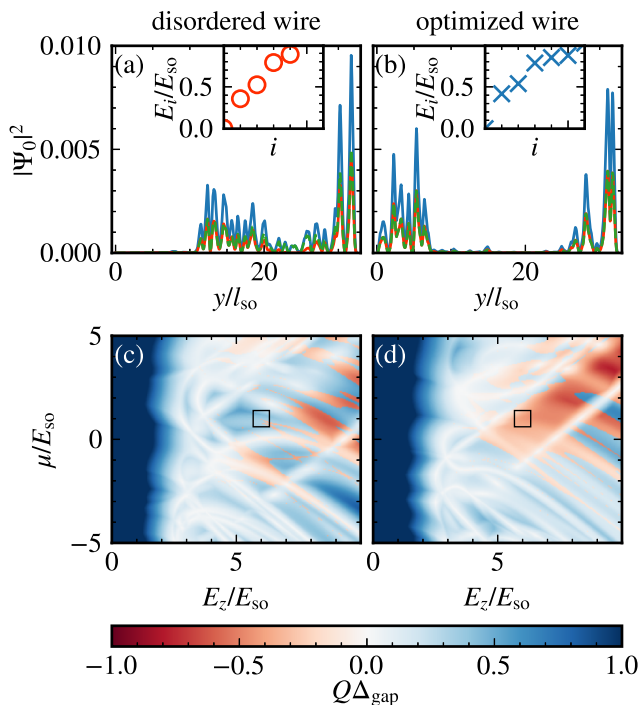 disordered wire optimized wire
0.010
0.005
0.000
|Ψ₀|²
(a)
E_i/E_so
0.5
0.0
i
(b)
E_i/E_so
0.5
0.0
i
0 20 0 20
y/l_so y/l_so
5
0
−5
μ/E_so
(c) (d)
0 5 0 5
E_z/E_so E_z/E_so
−1.0 −0.5 0.0 0.5 1.0
QΔ_gap